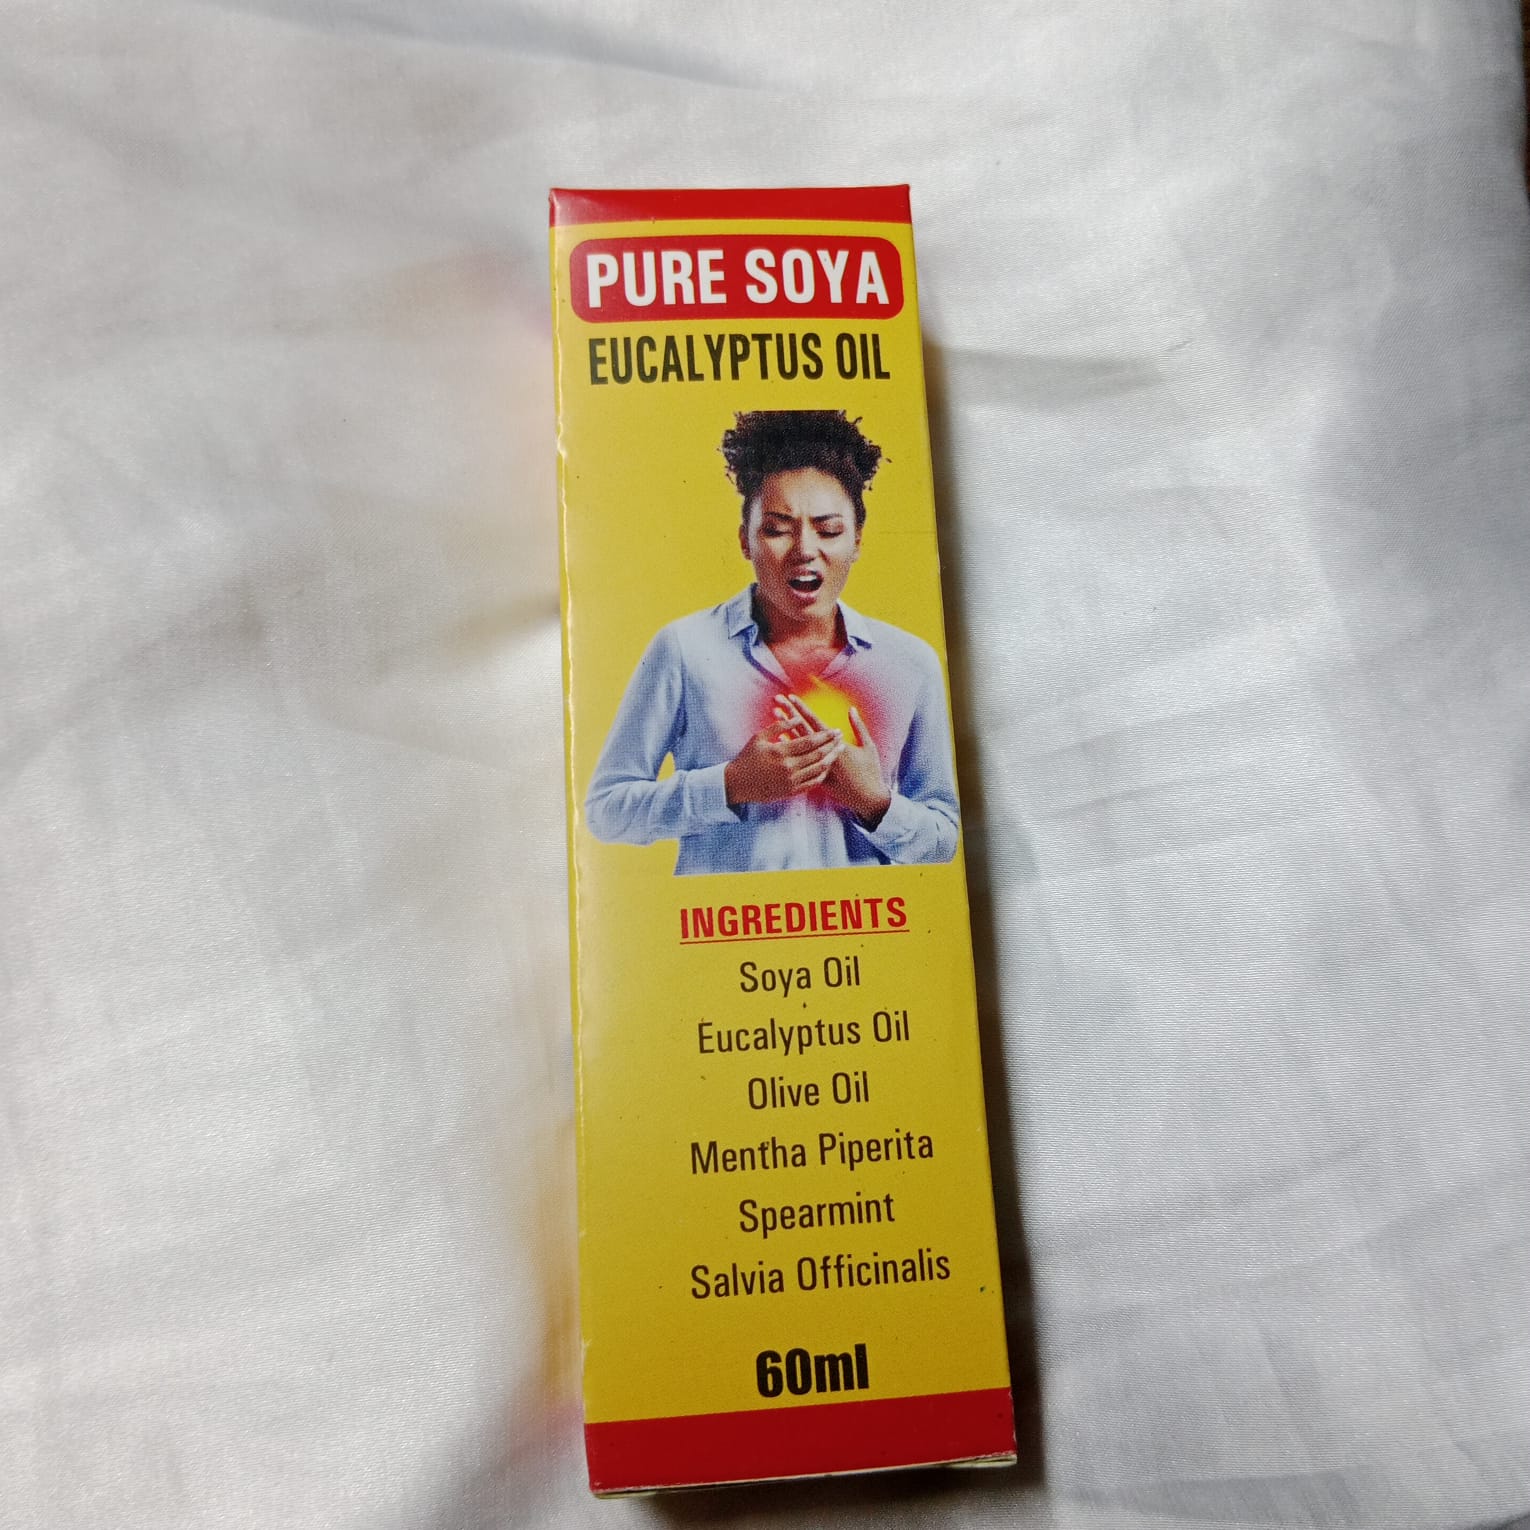 PURE SOYA
EUCALYPTUS OIL
INGREDIENTS
Soya Oil
Eucalyptus Oil
Olive Oil
Mentha Piperita
Spearmint
Salvia Officinalis
60ml